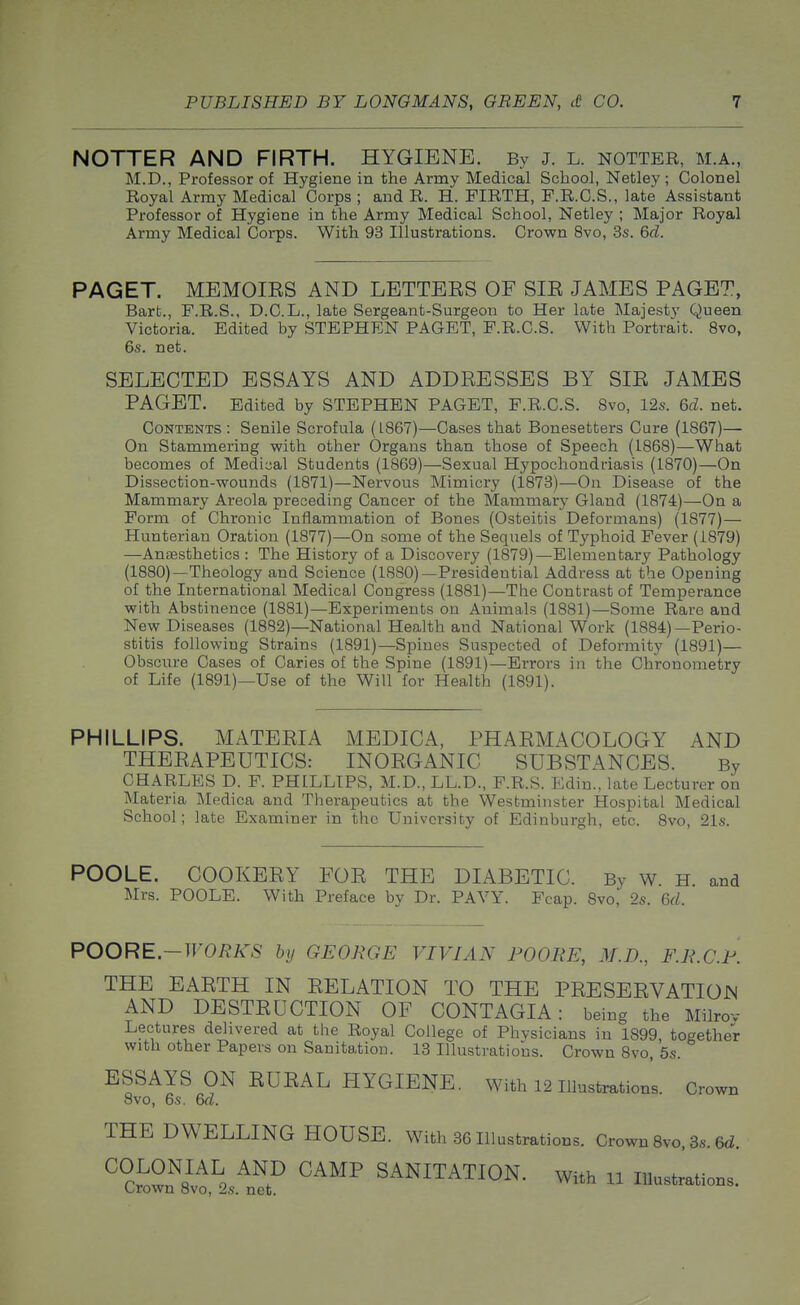 PUBLISHED BY LONGMANS, GREEN, & CO. 7
NOTTER AND FIRTH. HYGIENE. By J. L. NOTTER, M.A.,
M.D., Professor of Hygiene in the Army Medical School, Netley; Colonel
Royal Army Medical Corps; and R. H. FIRTH, F.R.C.S., late Assistant
Professor of Hygiene in the Army Medical School, Netley; Major Royal
Army Medical Corps. With 93 Illustrations. Crown 8vo, 3s. 6d.
PAGET. MEMOIRS AND LETTERS OF SIR JAMES PAGET,
Bart., F.R.S., D.C.L., late Sergeant-Surgeon to Her late Majesty Queen
Victoria. Edited by STEPHEN PAGET, F.R.C.S. With Portrait. 8vo,
6s. net.
SELECTED ESSAYS AND ADDRESSES BY SIR JAMES
PAGET. Edited by STEPHEN PAGET, F.R.C.S. 8vo, 12s. 6d. net.
CONTENTS: Senile Scrofula (1867)—Cases that Bonesetters Cure (1867)—
On Stammering with other Organs than those of Speech (1868)—What
becomes of Medical Students (1869)—Sexual Hypochondriasis (1870)—On
Dissection-wounds (1871)—Nervous Mimicry (1873)—On Disease of the
Mammary Areola preceding Cancer of the Mammary Gland (1874)—On a
Form of Chronic Inflammation of Bones (Osteitis Deformans) (1877)—
Hunterian Oration (1877)—On some of the Sequels of Typhoid Fever (1879)
—Anæsthetics: The History of a Discovery (1879)—Elementary Pathology
(1880)—Theology and Science (1880)—Presidential Address at the Opening
of the International Medical Congress (1881)—The Contrast of Temperance
with Abstinence (1881)—Experiments on Animals (1881)—Some Rare and
New Diseases (1882)—National Health and National Work (1884)—Perio-
stitis following Strains (1891)—Spines Suspected of Deformity (1891)—
Obscure Cases of Caries of the Spine (1891)—Errors in the Chronometry
of Life (1891)—Use of the Will for Health (1891).
PHILLIPS. MATERIA MEDICA, PHARMACOLOGY AND
THERAPEUTICS: INORGANIC SUBSTANCES. By
CHARLES D. F. PHILLIPS, M.D., LL.D., F.R.S. Edin., late Lecturer on
Materia Medica and Therapeutics at the Westminster Hospital Medical
School; late Examiner in the University of Edinburgh, etc. 8vo, 21s.
POOLE. COOKERY FOR THE DIABETIC. By W. H. and
Mrs. POOLE. With Preface by Dr. PAVY. Fcap. 8vo, 2s. 6d.
POORE.—WORKS by GEORGE VIVIAN POORE, M.D., F.R.C.P.
THE EARTH IN RELATION TO THE PRESERVATION
AND DESTRUCTION OF CONTAGIA: being the Milroy
Lectures delivered at the Royal College of Physicians in 1899, together
with other Papers on Sanitation. 13 Illustrations. Crown 8vo, 5s.
ESSAYS ON RURAL HYGIENE. With 12 Illustrations. Crown
8vo, 6s. 6d.
THE DWELLING HOUSE. With 36 Illustrations. Crown 8vo, 3s. 6d.
COLONIAL AND CAMP SANITATION. With 11 Illustrations.
Crown 8vo, 2s. net.